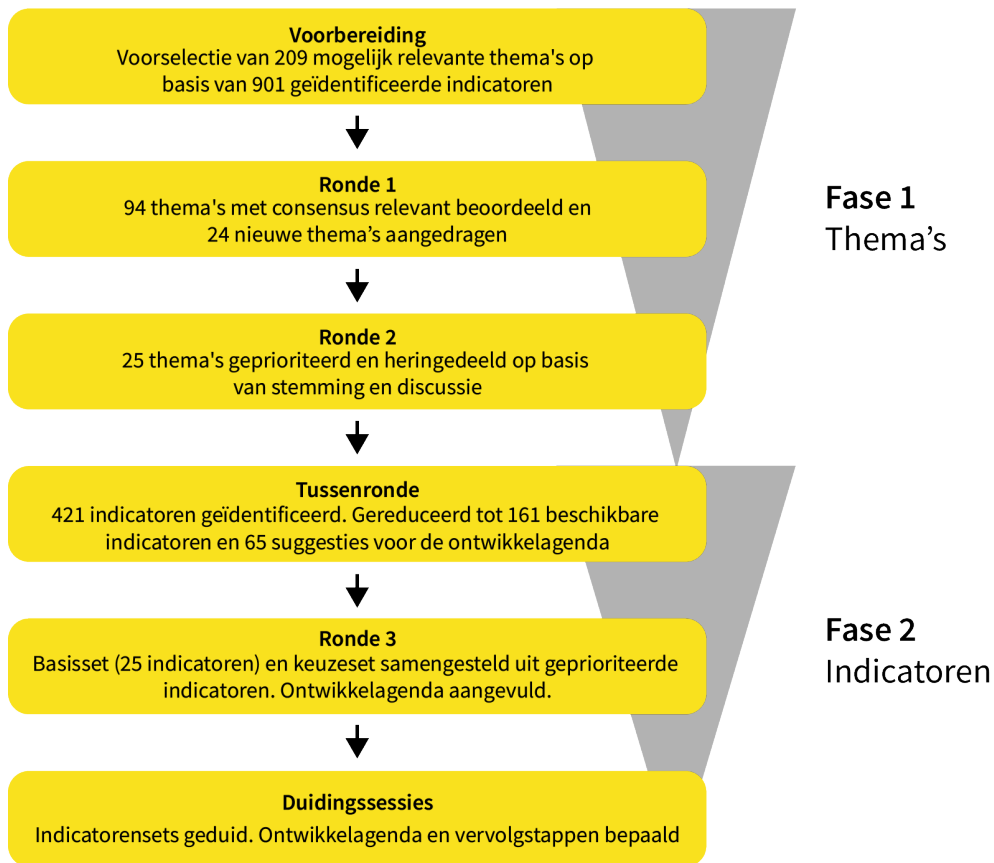 Voorbereiding
Voorselectie van 209 mogelijk relevante thema's op
basis van 901 geïdentificeerde indicatoren
Ronde 1
94 thema's met consensus relevant beoordeeld en
24 nieuwe thema’s aangedragen
Fase 1
Thema’s
Ronde 2
25 thema's geprioriteerd en heringedeeld op basis
van stemming en discussie
Tussenronde
421 indicatoren geïdentificeerd. Gereduceerd tot 161 beschikbare
indicatoren en 65 suggesties voor de ontwikkelagenda
Ronde 3
Basisset (25 indicatoren) en keuzeset samengesteld uit geprioriteerde
indicatoren. Ontwikkelagenda aangevuld.
Fase 2
Indicatoren
Duidingssessies
Indicatorensets geduid. Ontwikkelagenda en vervolgstappen bepaald